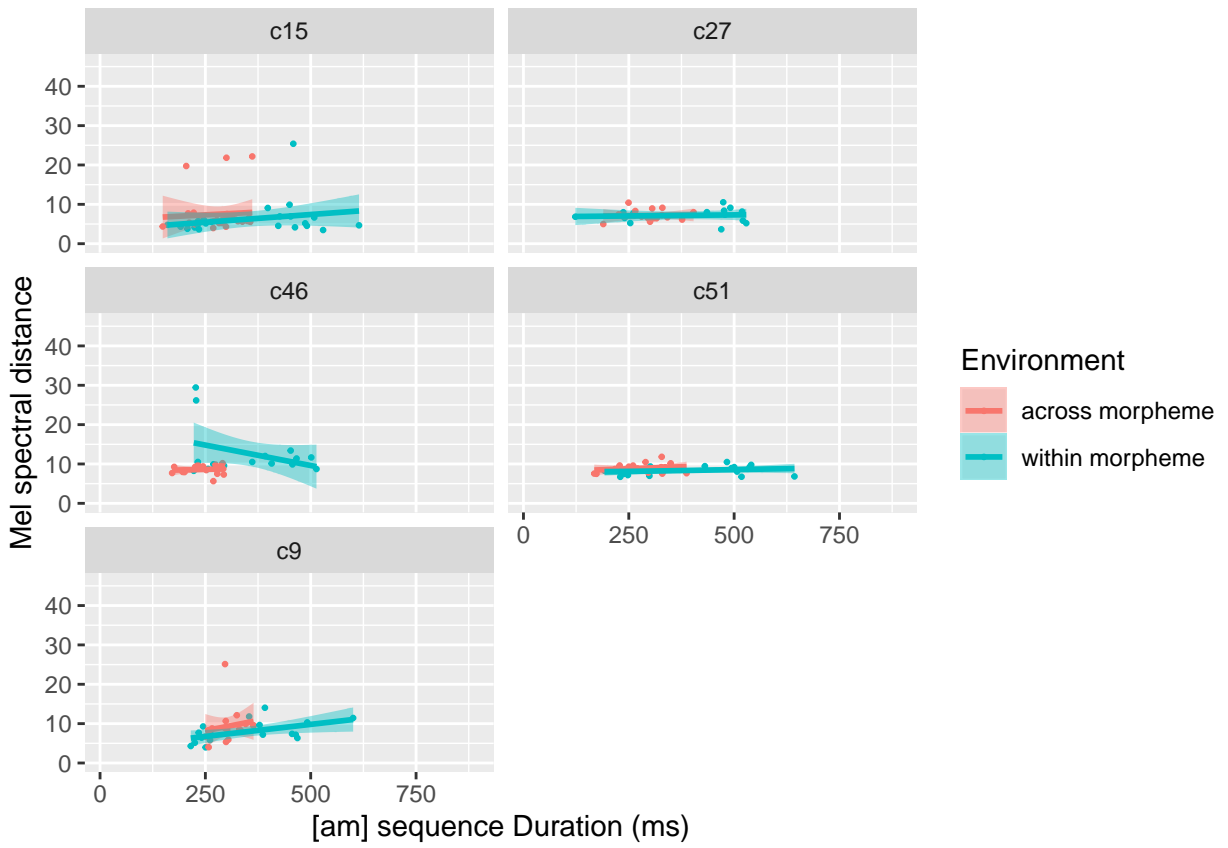 c15
c27
40
30
20
10
0
c46
c51
40
30
20
10
0
0
250
500
750
c9
40
30
20
10
0
0
250
500
750
Mel spectral distance
[am] sequence Duration (ms)
Environment
across morpheme
within morpheme